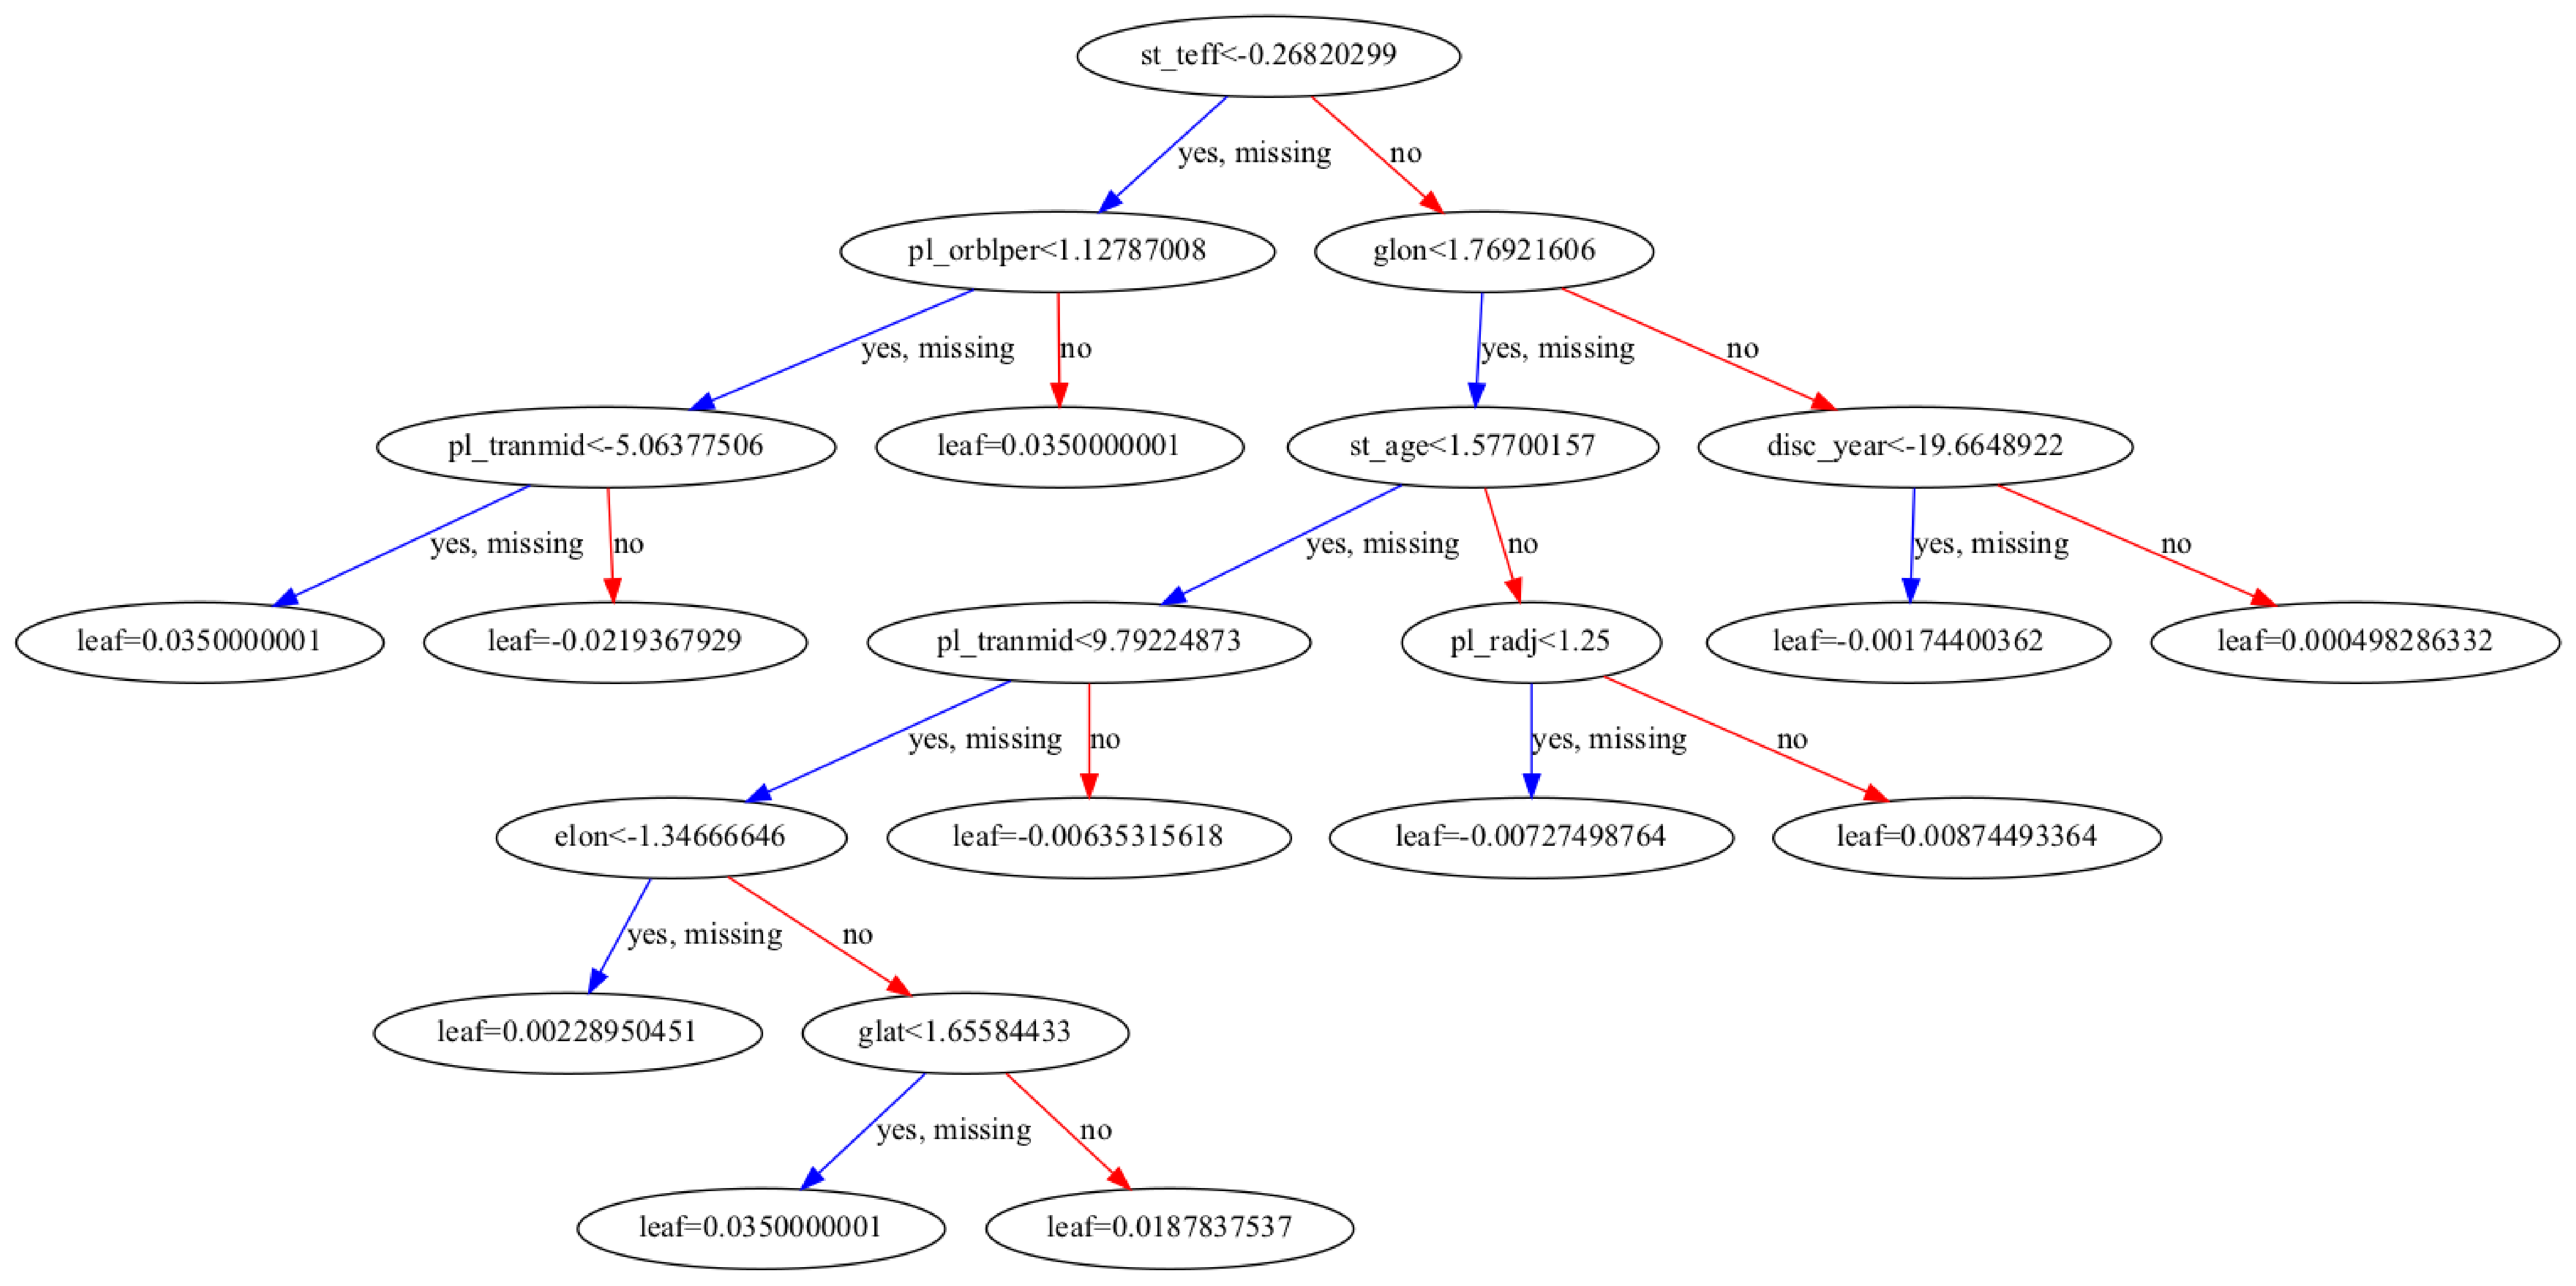 st_teff<-0.26820299
yes, missing
no
pl_orblper<1.12787008
glon<1.76921606
yes, missing
no
yes, missing
no
pl_tranmid<-5.06377506
leaf=0.0350000001
st_age<1.57700157
disc_year<-19.6648922
yes, missing
no
yes, missing
no
yes, missing
no
leaf=0.0350000001
leaf=-0.0219367929
pl_tranmid<9.79224873
pl_radj<1.25
leaf=-0.00174400362
leaf=0.000498286332
yes, missing
no
yes, missing
no
elon<-1.34666646
leaf=-0.00635315618
leaf=-0.00727498764
leaf=0.00874493364
yes, missing
no
leaf=0.00228950451
glat<1.65584433
yes, missing
no
leaf=0.0350000001
leaf=0.0187837537